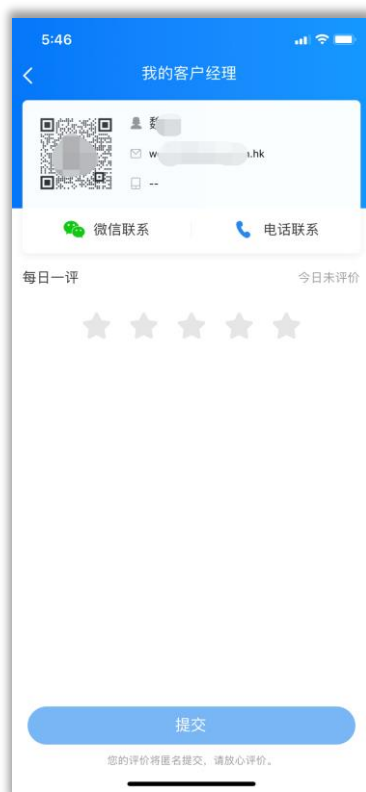 5:46
我的客户经理
魏
w .hk
--
微信联系 电话联系
每日一评 今日未评价
提交
您的评价将匿名提交，请放心评价。